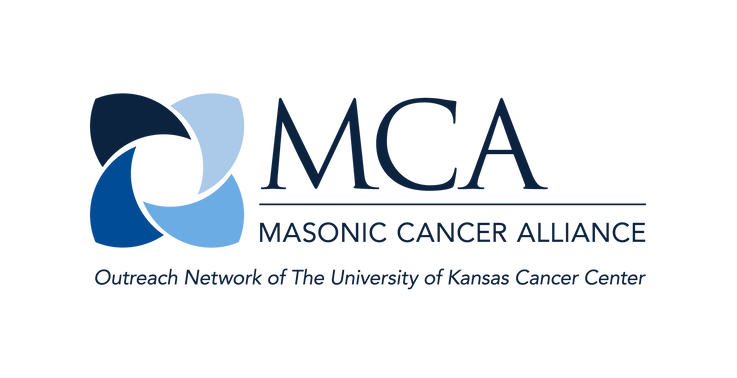 MCA
MASONIC CANCER ALLIANCE
Outreach Network of The University of Kansas Cancer Center